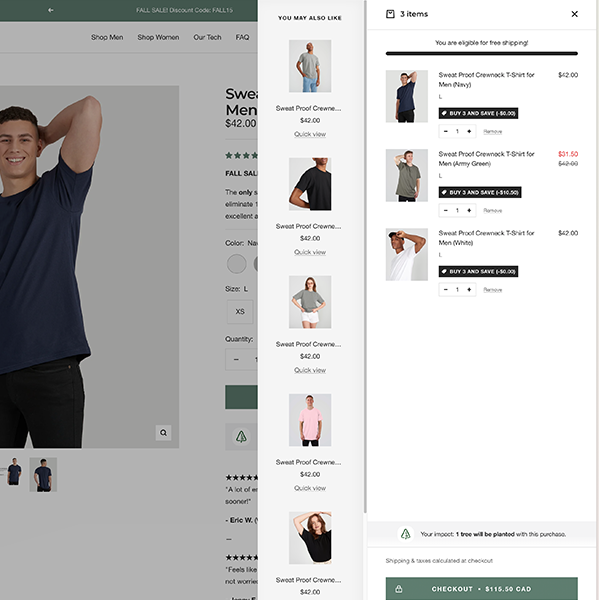 FALL SALE! Discount Code: FALL15
Shop Men Shop Women Our Tech FAQ
Swea
Men
$42.00
FALL SAL
The only s
eliminate 1
excellent a
Color: Nav
Size: L
XS
Quantity:
"A lot of er
sooner!"
- Eric W. (
"Feels like
not worried
YOU MAY ALSO LIKE
Sweat Proof Crewne...
$42.00
Quick view
Sweat Proof Crewne...
$42.00
Quick view
Sweat Proof Crewne...
$42.00
Quick view
Sweat Proof Crewne...
$42.00
Quick view
Sweat Proof Crewne...
$42.00
3 items
You are eligible for free shipping!
Sweat Proof Crewneck T-Shirt for $42.00
Men (Navy)
L
BUY 3 AND SAVE (-$0.00)
1 Remove
Sweat Proof Crewneck T-Shirt for $31.50
Men (Army Green) $42.00
L
BUY 3 AND SAVE (-$10.50)
1 Remove
Sweat Proof Crewneck T-Shirt for $42.00
Men (White)
L
BUY 3 AND SAVE (-$0.00)
1 Remove
Your impact: 1 tree will be planted with this purchase.
Shipping & taxes calculated at checkout
CHECKOUT • $115.50 CAD